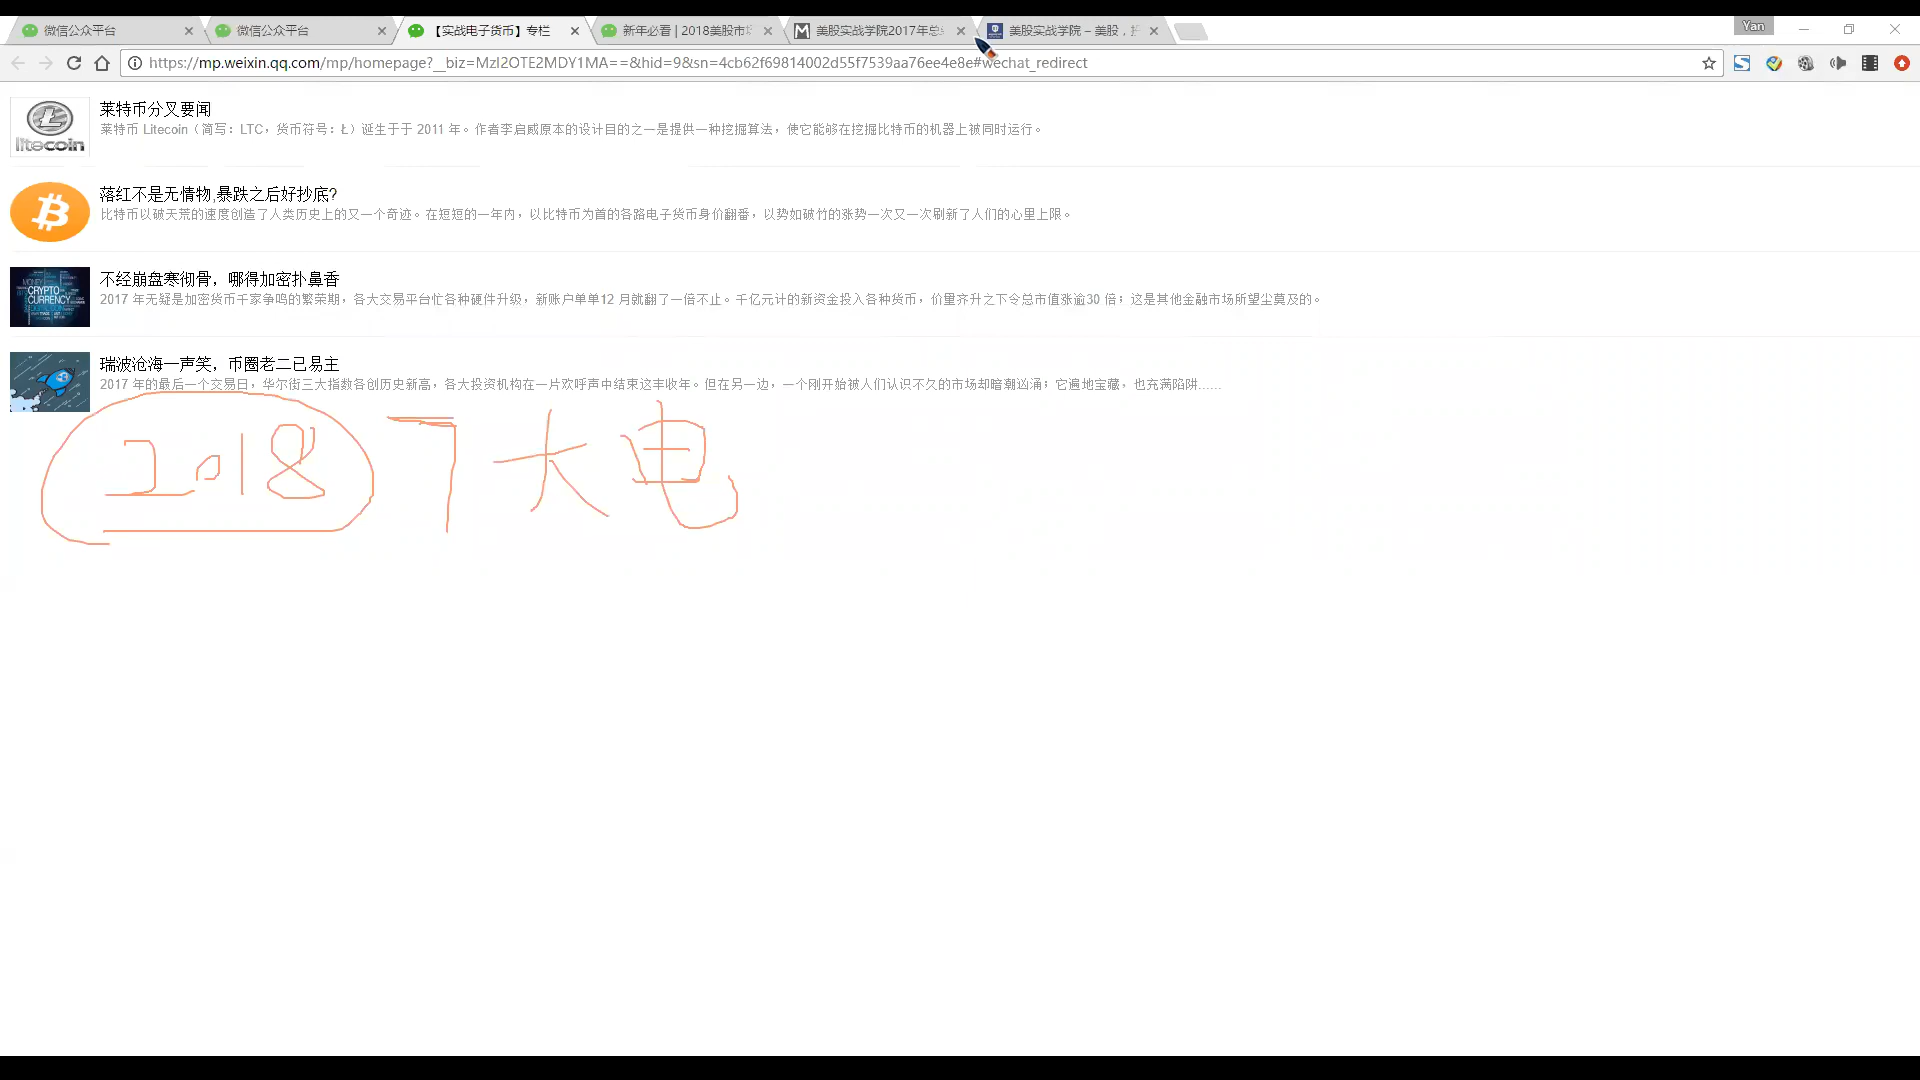 微信公众平台
微信公众平台
【实战电子货币】专栏
新年必看 | 2018美股市场
美股实战学院2017年总
美股实战学院 – 美股，
Yan
https://mp.weixin.qq.com/mp/homepage?__biz=MzI2OTE2MDY1MA==&hid=9&sn=4cb62f69814002d55f7539aa76ee4e8e#wechat_redirect
litecoin
莱特币分叉要闻
莱特币 Litecoin（简写：LTC，货币符号：Ł）诞生于于 2011 年。作者李启威原本的设计目的之一是提供一种挖掘算法，使它能够在挖掘比特币的机器上被同时运行。
落红不是无情物,暴跌之后好抄底?
比特币以破天荒的速度创造了人类历史上的又一个奇迹。在短短的一年内，以比特币为首的各路电子货币身价翻番，以势如破竹的涨势一次又一次刷新了人们的心里上限。
MONEY
CRYPTO
CURRENCY
不经崩盘寒彻骨，哪得加密扑鼻香
2017 年无疑是加密货币千家争鸣的繁荣期，各大交易平台忙各种硬件升级，新账户单单12 月就翻了一倍不止。千亿元计的新资金投入各种货币，价量齐升之下令总市值涨逾30 倍；这是其他金融市场所望尘莫及的。
瑞波沧海一声笑，币圈老二已易主
2017 年的最后一个交易日，华尔街三大指数各创历史新高，各大投资机构在一片欢呼声中结束这丰收年。但在另一边，一个刚开始被人们认识不久的市场却暗潮汹涌；它遍地宝藏，也充满陷阱......
2018 7 大 电